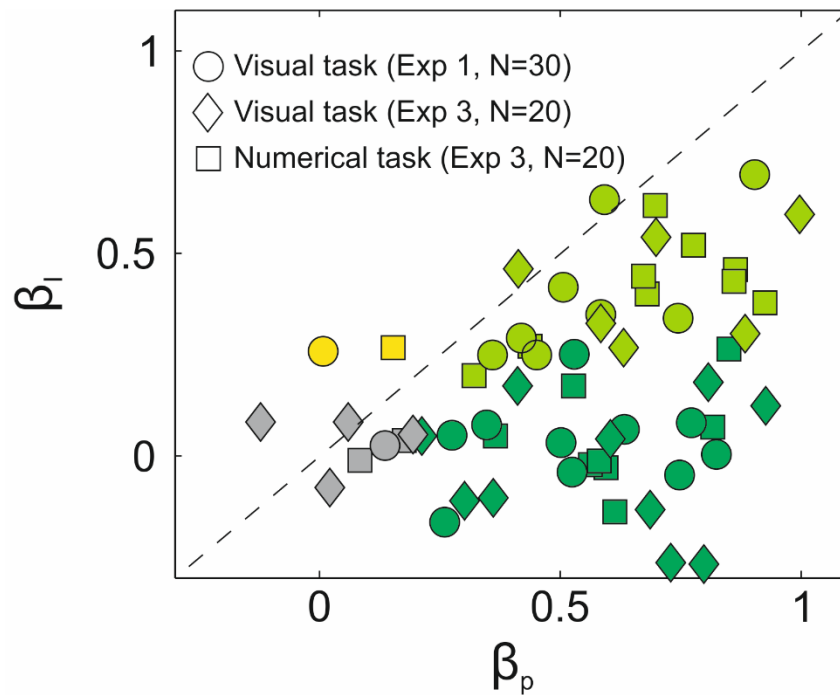 1
Visual task (Exp 1, N=30)
Visual task (Exp 3, N=20)
Numerical task (Exp 3, N=20)
0.5
βl
0
0 0.5 1
βp